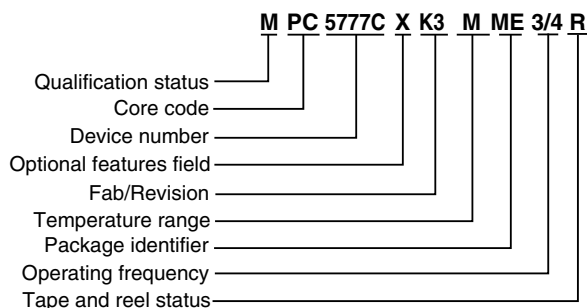 M PC 5777C X K3 M ME 3/4 R
Qualification status
Core code
Device number
Optional features field
Fab/Revision
Temperature range
Package identifier
Operating frequency
Tape and reel status